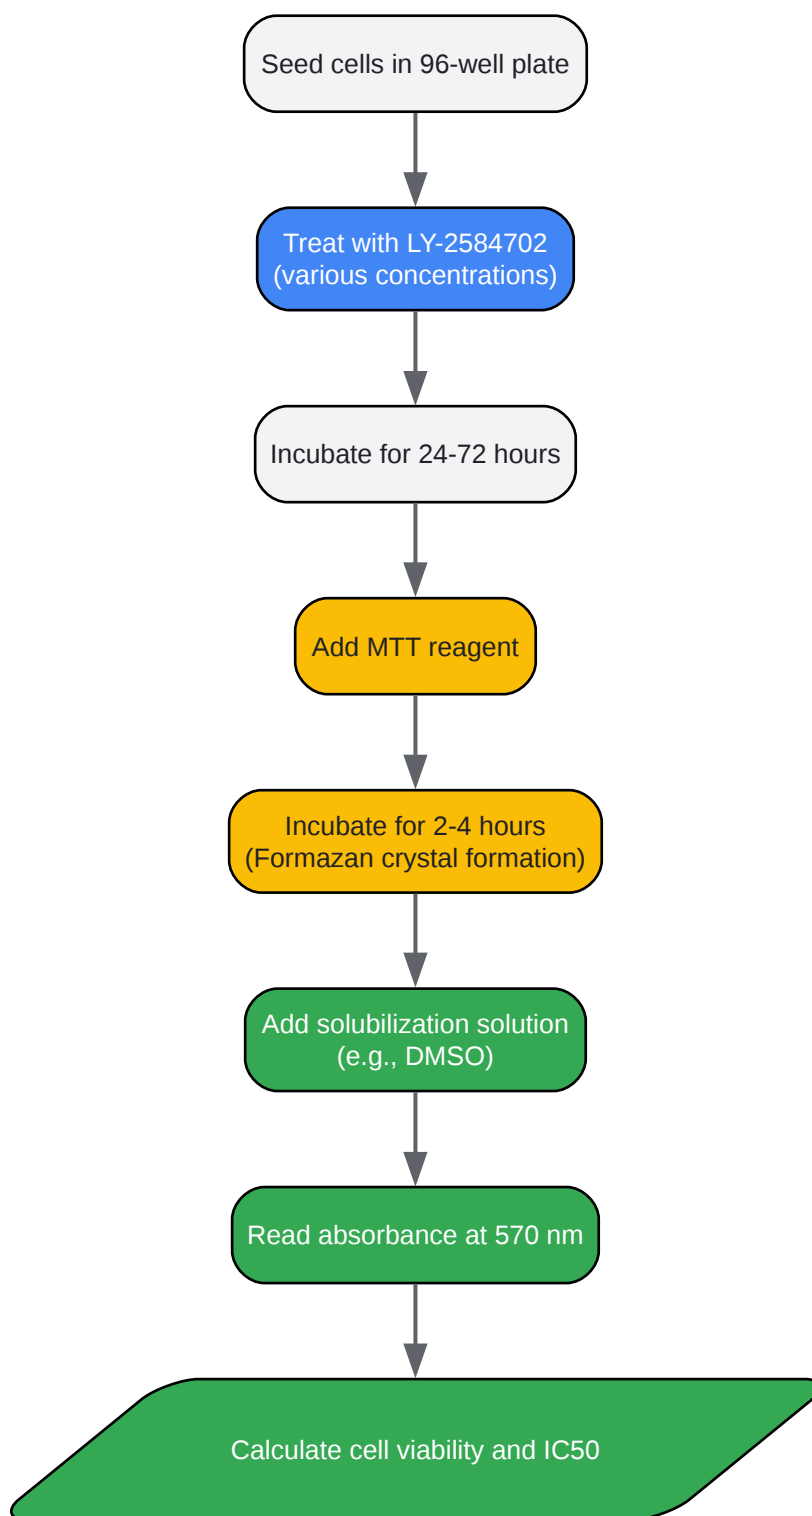 Seed cells in 96-well plate
Treat with LY-2584702
(various concentrations)
Incubate for 24-72 hours
Add MTT reagent
Incubate for 2-4 hours
(Formazan crystal formation)
Add solubilization solution
(e.g., DMSO)
Read absorbance at 570 nm
Calculate cell viability and IC50